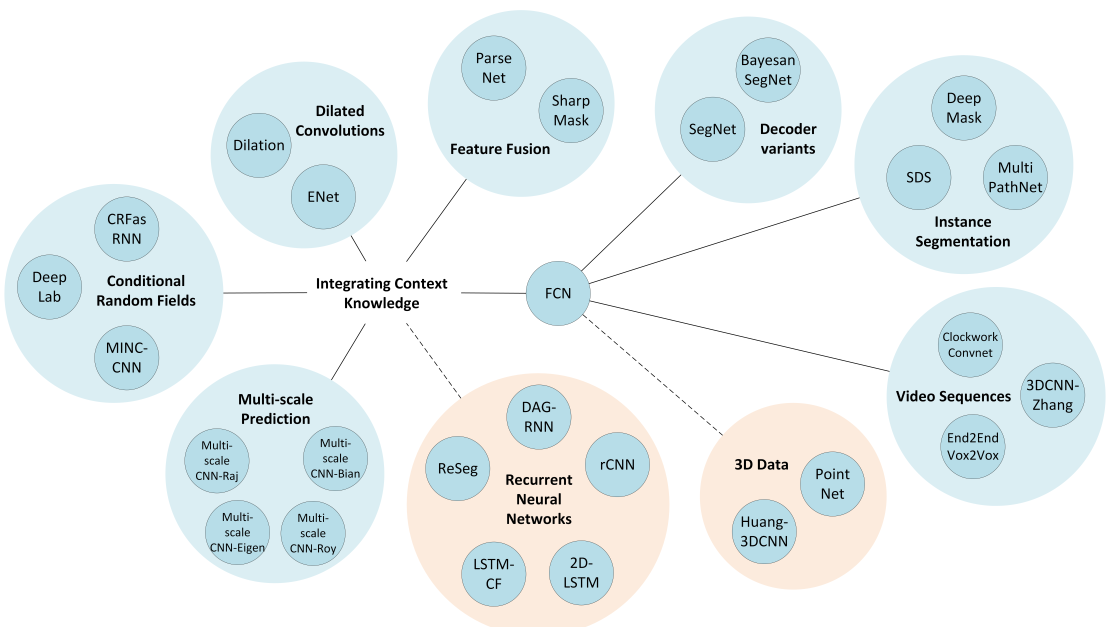 Parse
Net
Sharp
Mask
Feature Fusion
Bayesan
SegNet
SegNet
Decoder
variants
Dilated
Convolutions
Dilation
ENet
Deep
Mask
SDS
Multi
PathNet
Instance
Segmentation
CRFas
RNN
Deep
Lab
Conditional
Random Fields
MINC-
CNN
Integrating Context
Knowledge
FCN
Clockwork
Convnet
Video Sequences
3DCNN-
Zhang
End2End
Vox2Vox
Multi-scale
Prediction
Multi-
scale
CNN-Raj
Multi-
scale
CNN-Bian
Multi-
scale
CNN-Eigen
Multi-
scale
CNN-Roy
DAG-
RNN
ReSeg
rCNN
Recurrent
Neural
Networks
LSTM-
CF
2D-
LSTM
3D Data
Point
Net
Huang-
3DCNN